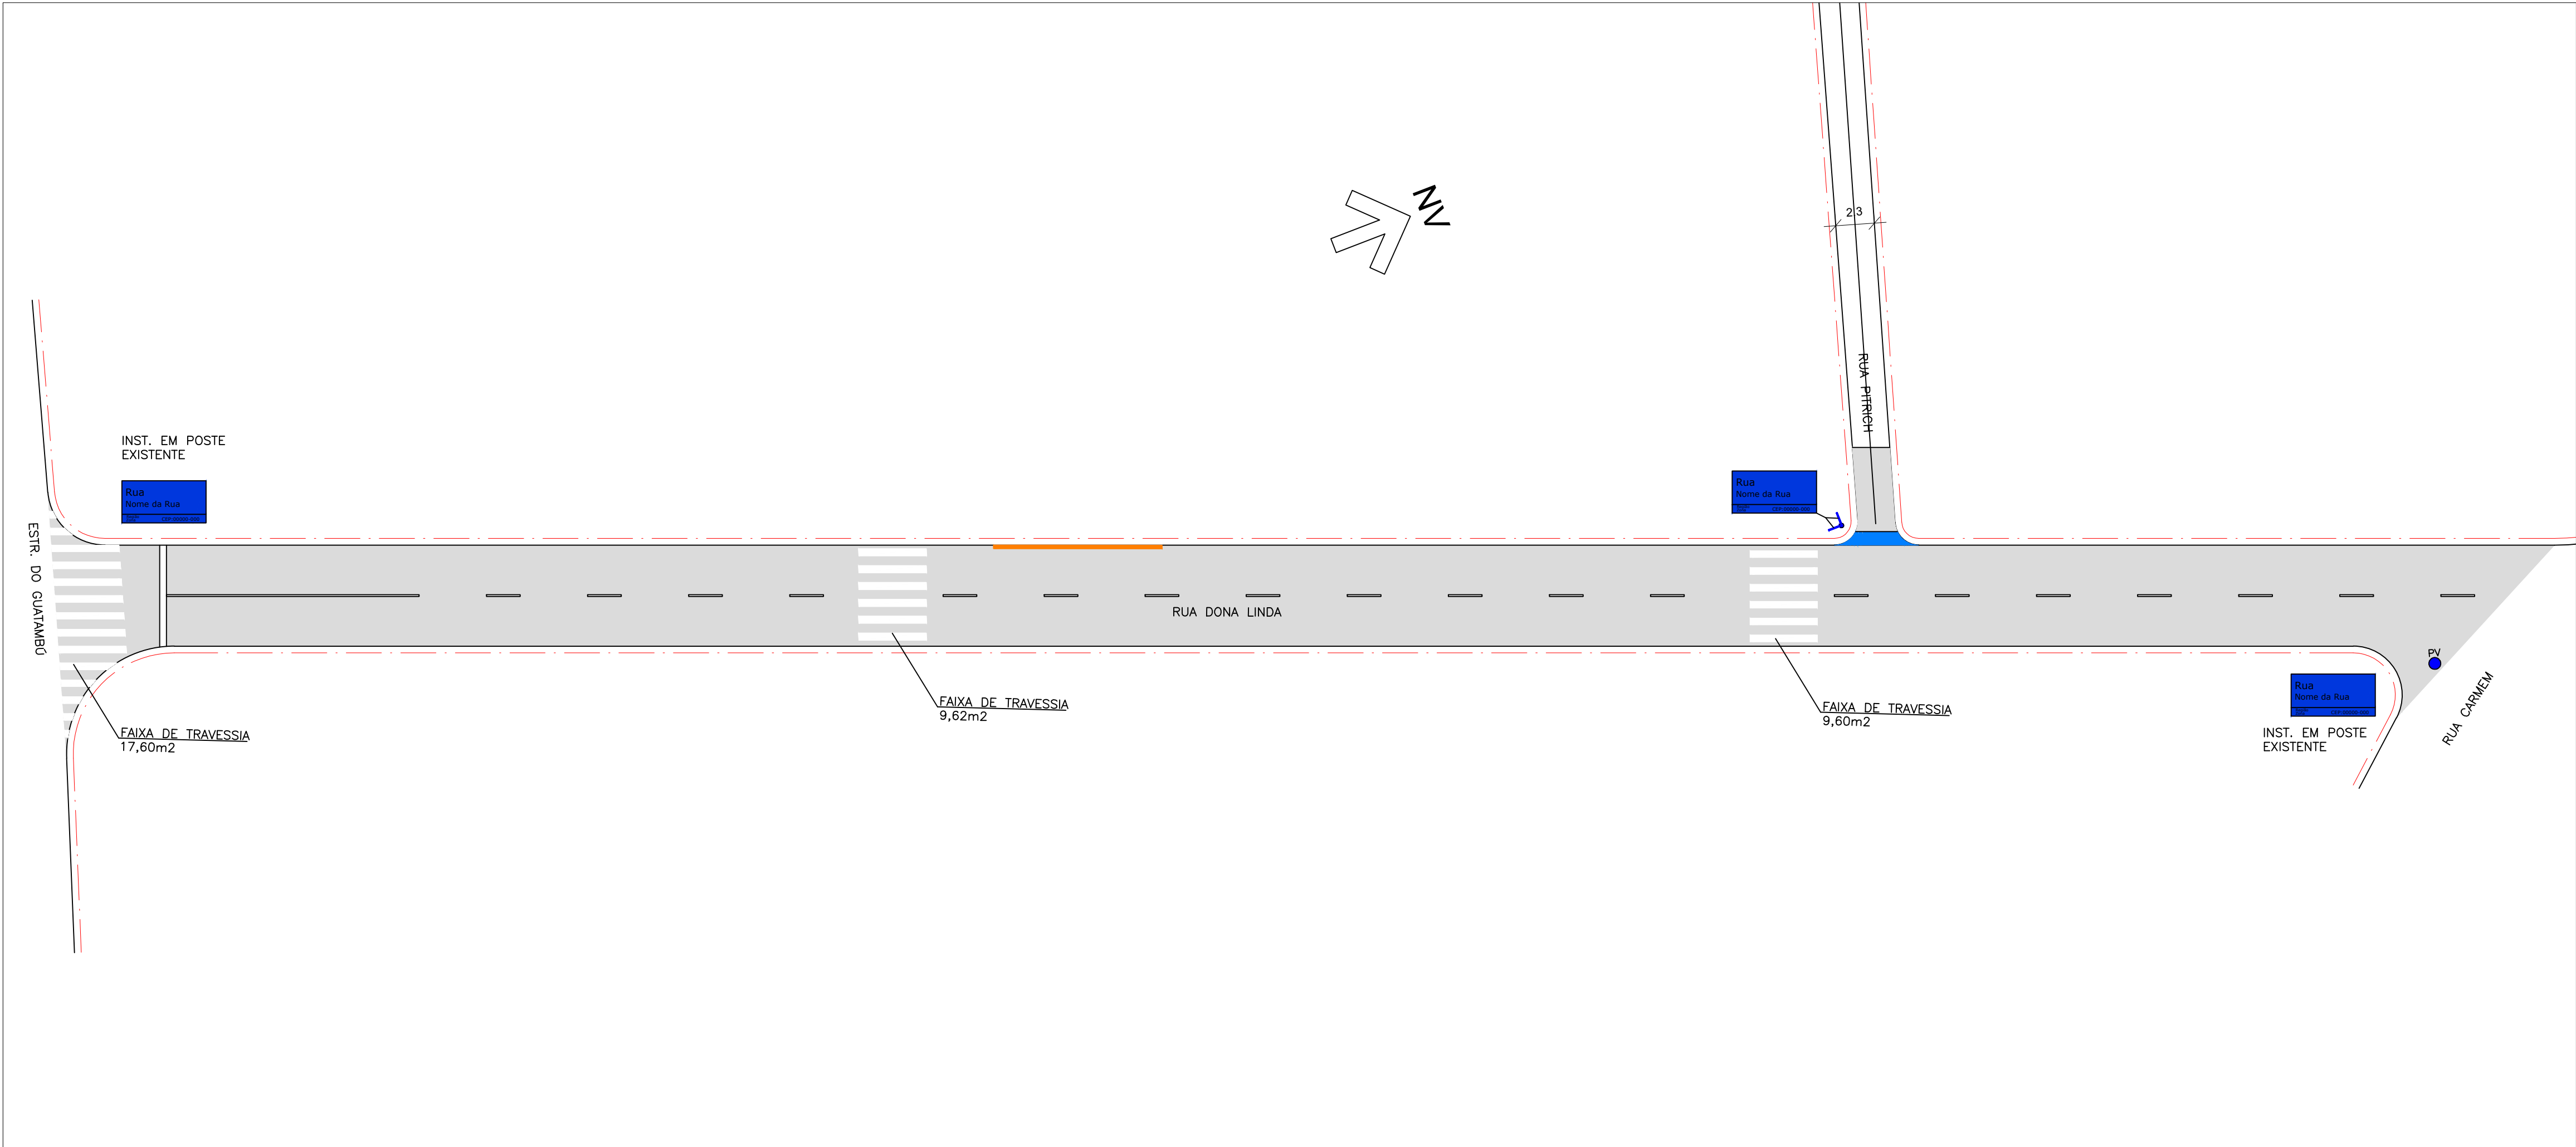 NV
23
RUA PITRICH
INST. EM POSTE
EXISTENTE
Rua
Nome da Rua
Rua
Nome da Rua
ESTR. DO GUATAMBÚ
RUA DONA LINDA
FAIXA DE TRAVESSIA
17,60m2
FAIXA DE TRAVESSIA
9,62m2
FAIXA DE TRAVESSIA
9,60m2
PV
Rua
Nome da Rua
INST. EM POSTE
EXISTENTE
RUA CARMEM